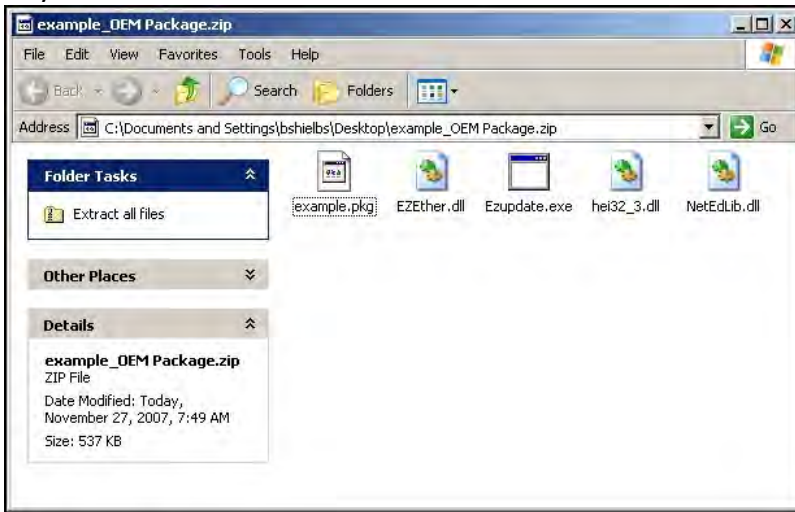 example_OEM Package.zip
File Edit View Favorites Tools Help
Back Search Folders
Address C:\Documents and Settings\bshielbs\Desktop\example_OEM Package.zip Go
Folder Tasks
Extract all files
Other Places
Details
example_OEM Package.zip
ZIP File
Date Modified: Today,
November 27, 2007, 7:49 AM
Size: 537 KB
example.pkg EZEther.dll Ezupdate.exe hei32_3.dll NetEdLib.dll